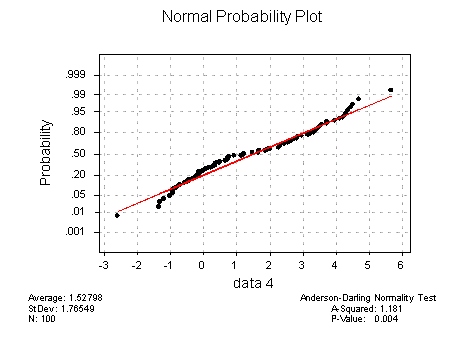 Normal Probability Plot
Probability
.999
.99
.95
.80
.50
.20
.05
.01
.001
-3 -2 -1 0 1 2 3 4 5 6
data 4
Average: 1.52798
StDev: 1.76549
N: 100
Anderson-Darling Normality Test
A-Squared: 1.181
P-Value: 0.004